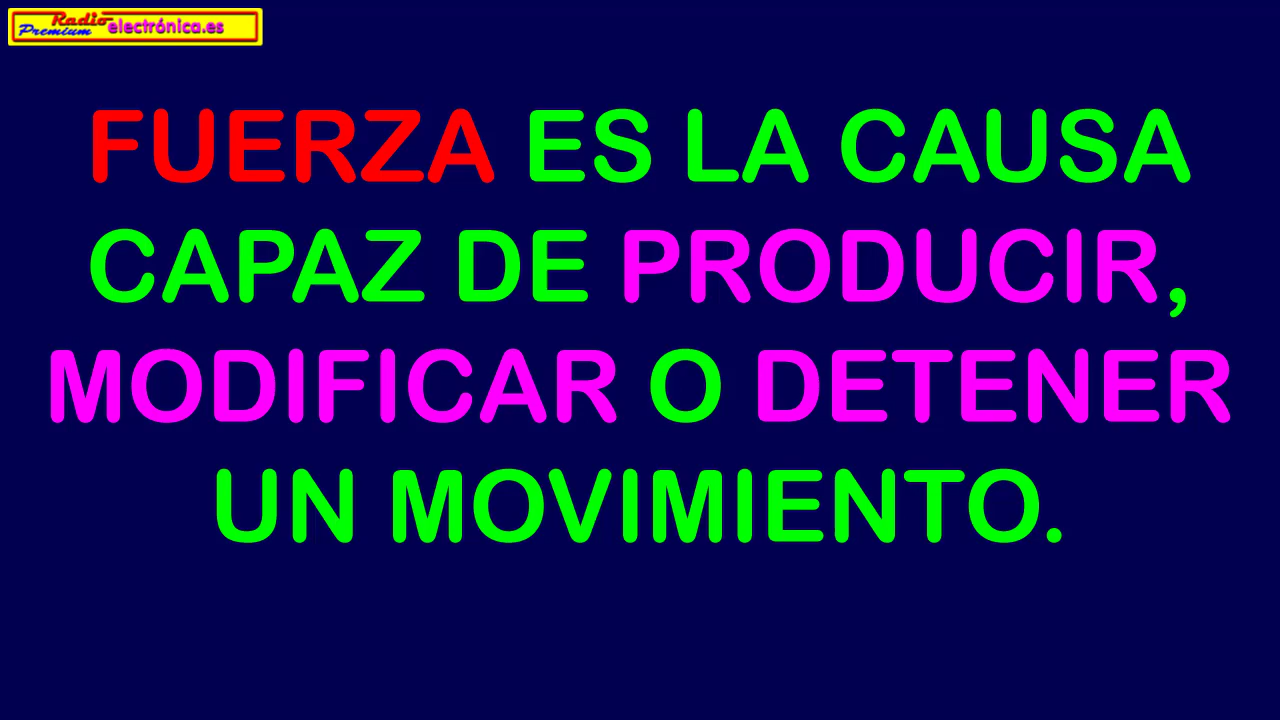 Radio
Premium electrónica.es
FUERZA ES LA CAUSA
CAPAZ DE PRODUCIR,
MODIFICAR O DETENER
UN MOVIMIENTO.